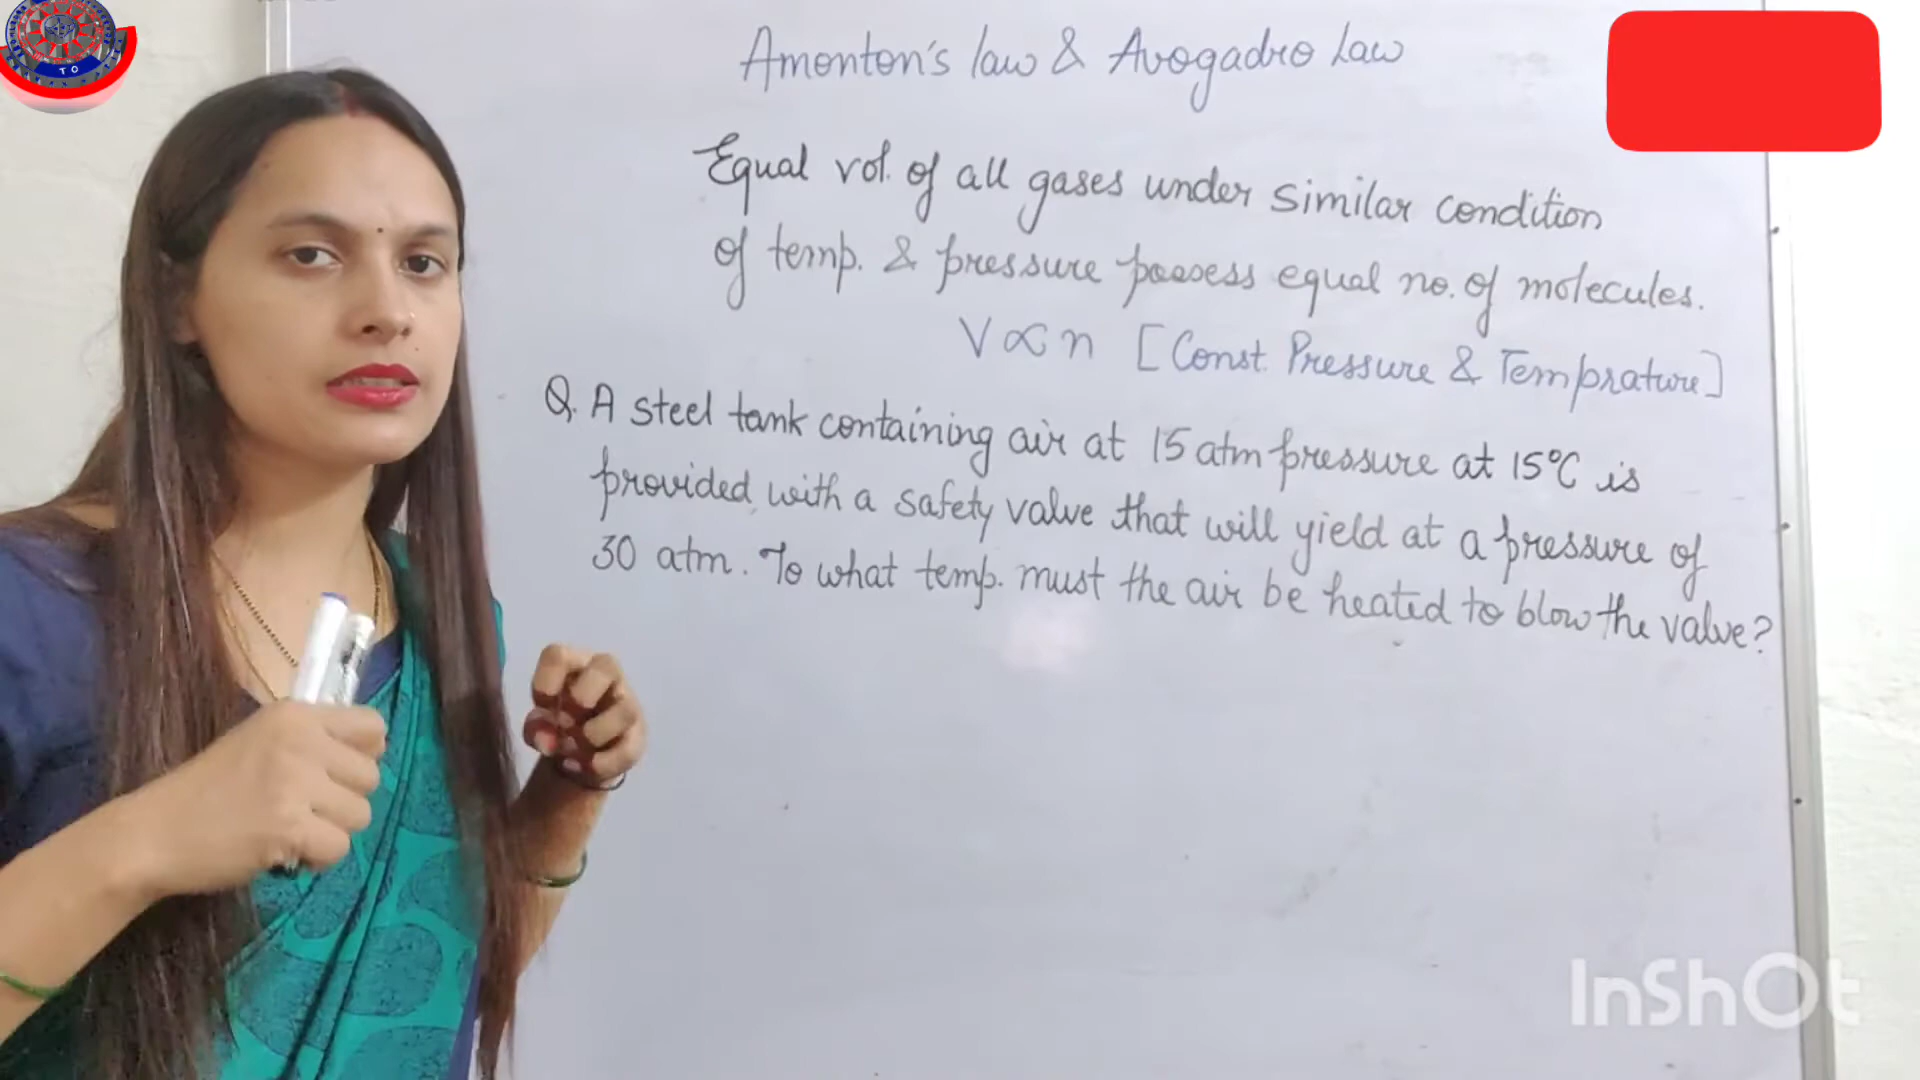 TO
Amonton's law & Avogadro Law
Equal vol. of all gases under similar condition
of temp. & pressure possess equal no. of molecules.
V ∝ n [Const. Pressure & Temprature]
Q. A steel tank containing air at 15 atm pressure at 15°C is
provided with a safety valve that will yield at a pressure of
30 atm. To what temp. must the air be heated to blow the valve?
InShOt